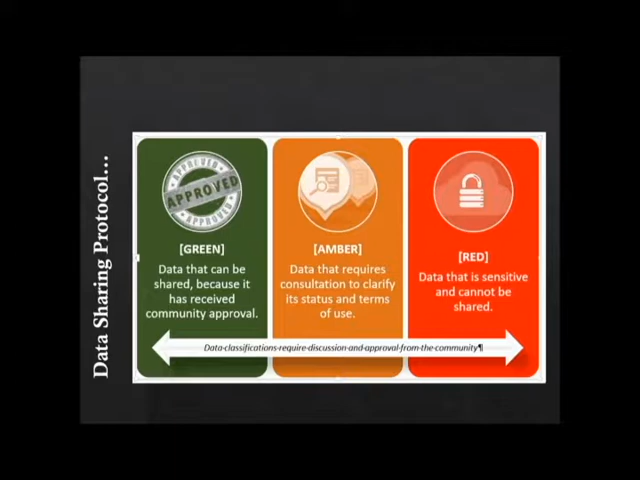 Data Sharing Protocol...
APPROVED
APPROVED
APPROVED
[GREEN]
Data that can be
shared, because it
has received
community approval.
[AMBER]
Data that requires
consultation to clarify
its status and terms
of use.
[RED]
Data that is sensitive
and cannot be
shared.
Data·classifications·require·discussion·and·approval·from·the·community¶